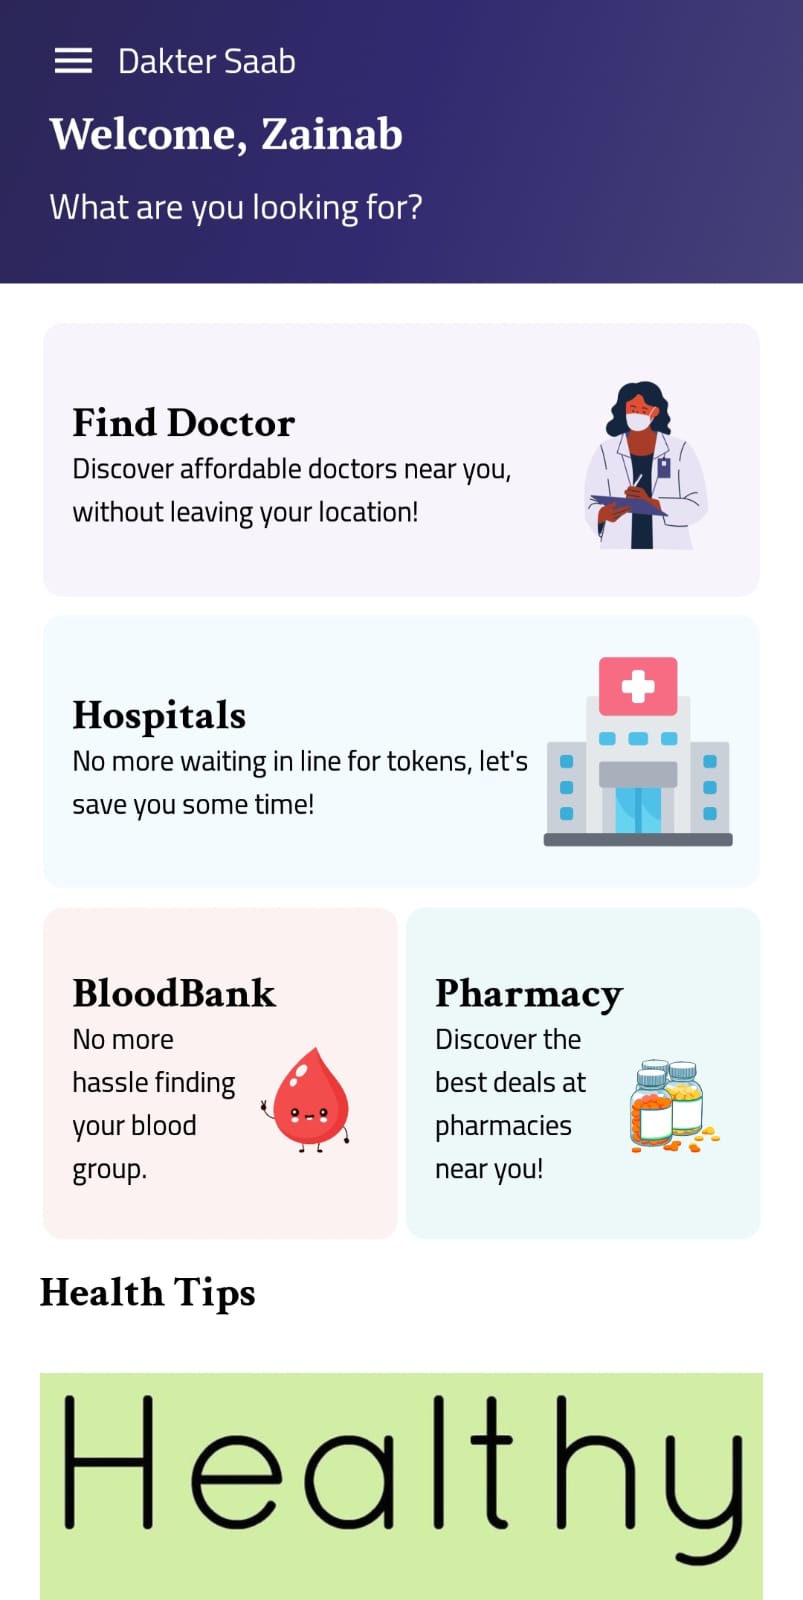 Dakter Saab
Welcome, Zainab
What are you looking for?
Find Doctor
Discover affordable doctors near you,
without leaving your location!
Hospitals
No more waiting in line for tokens, let's
save you some time!
BloodBank
No more
hassle finding
your blood
group.
Pharmacy
Discover the
best deals at
pharmacies
near you!
Health Tips
Healthy